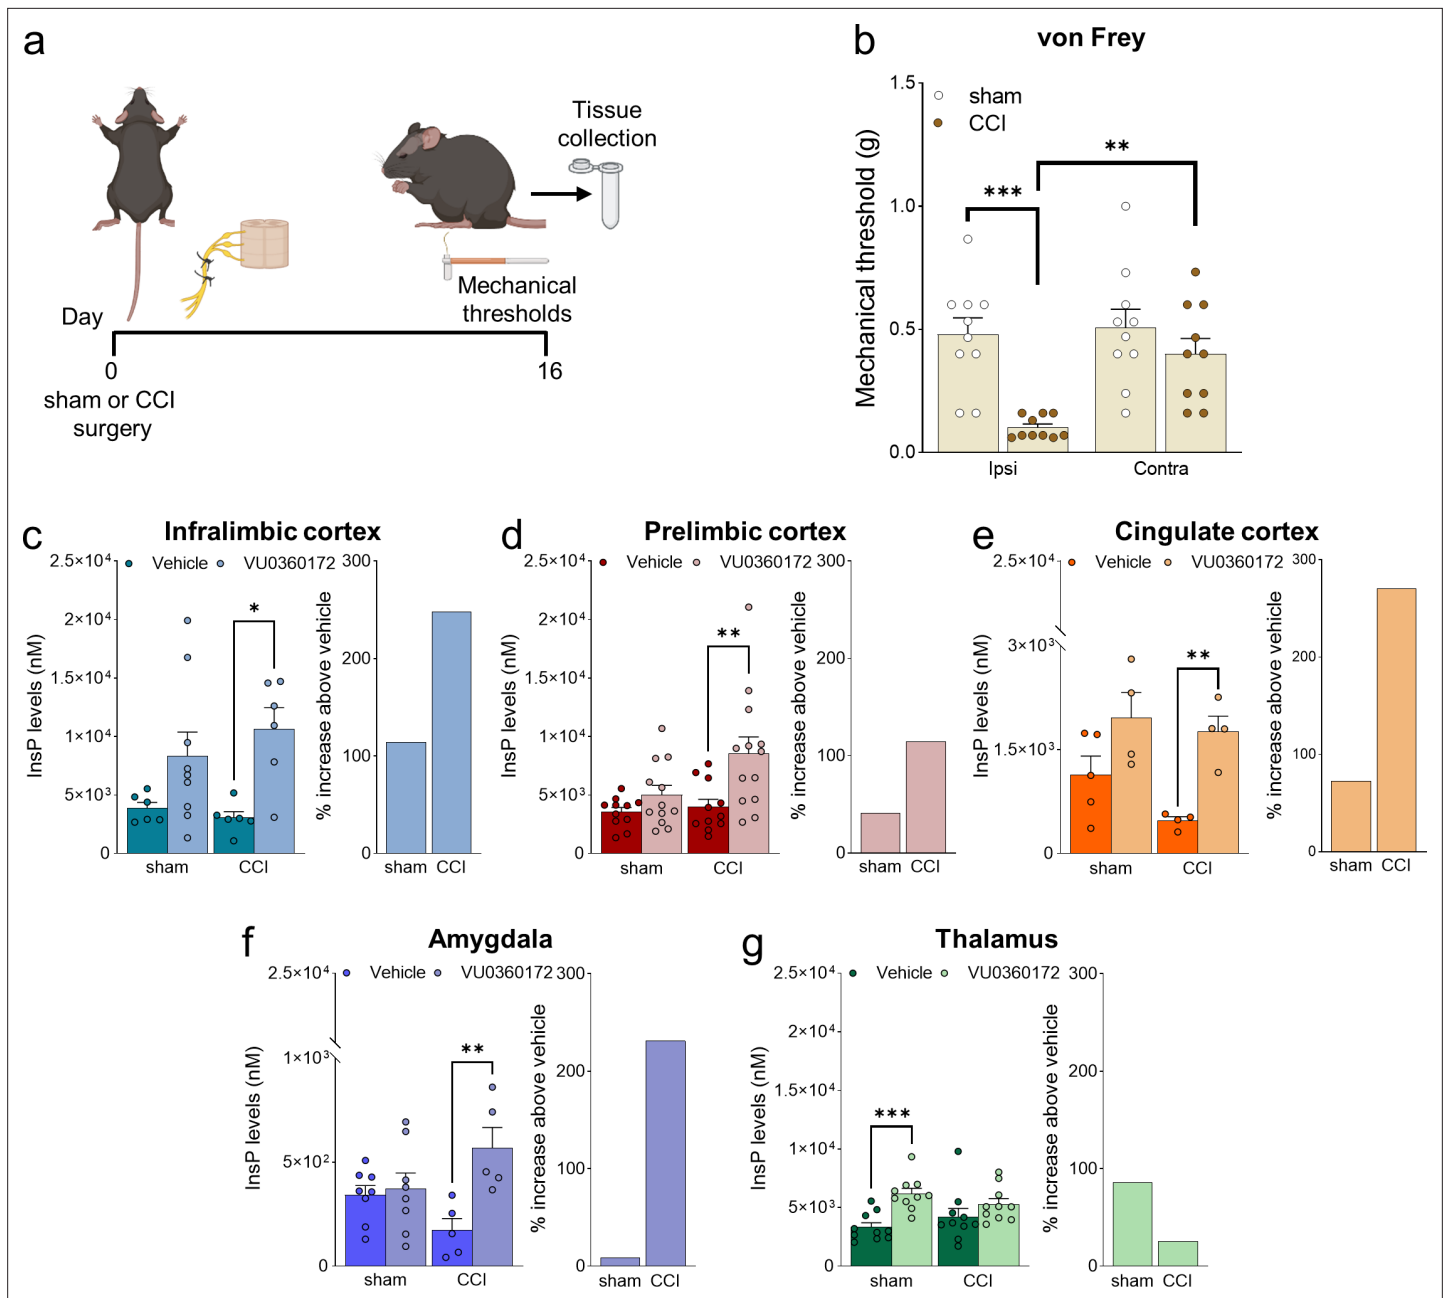 a
Tissue
collection
Mechanical
thresholds
Day
0
16
sham or CCI
surgery
b
von Frey
Mechanical threshold (g)
1.5
1.0
0.5
0.0
sham
CCI
***
**
Ipsi
Contra
c
Infralimbic cortex
InsP levels (nM)
2.5×10⁴
2×10⁴
1.5×10⁴
1×10⁴
5×10³
0
Vehicle
VU0360172
*
sham
CCI
% increase above vehicle
300
200
100
0
sham CCI
d
Prelimbic cortex
InsP levels (nM)
2.5×10⁴
2×10⁴
1.5×10⁴
1×10⁴
5×10³
0
Vehicle
VU0360172
**
sham
CCI
% increase above vehicle
300
200
100
0
sham CCI
e
Cingulate cortex
InsP levels (nM)
2.5×10⁴
3×10³
1.5×10³
0
Vehicle
VU0360172
**
sham
CCI
% increase above vehicle
300
200
100
0
sham CCI
f
Amygdala
InsP levels (nM)
2.5×10⁴
1×10³
5×10²
0
Vehicle
VU0360172
**
sham
CCI
% increase above vehicle
300
200
100
0
sham CCI
g
Thalamus
InsP levels (nM)
2.5×10⁴
2×10⁴
1.5×10⁴
1×10⁴
5×10³
0
Vehicle
VU0360172
***
sham
CCI
% increase above vehicle
300
200
100
0
sham CCI